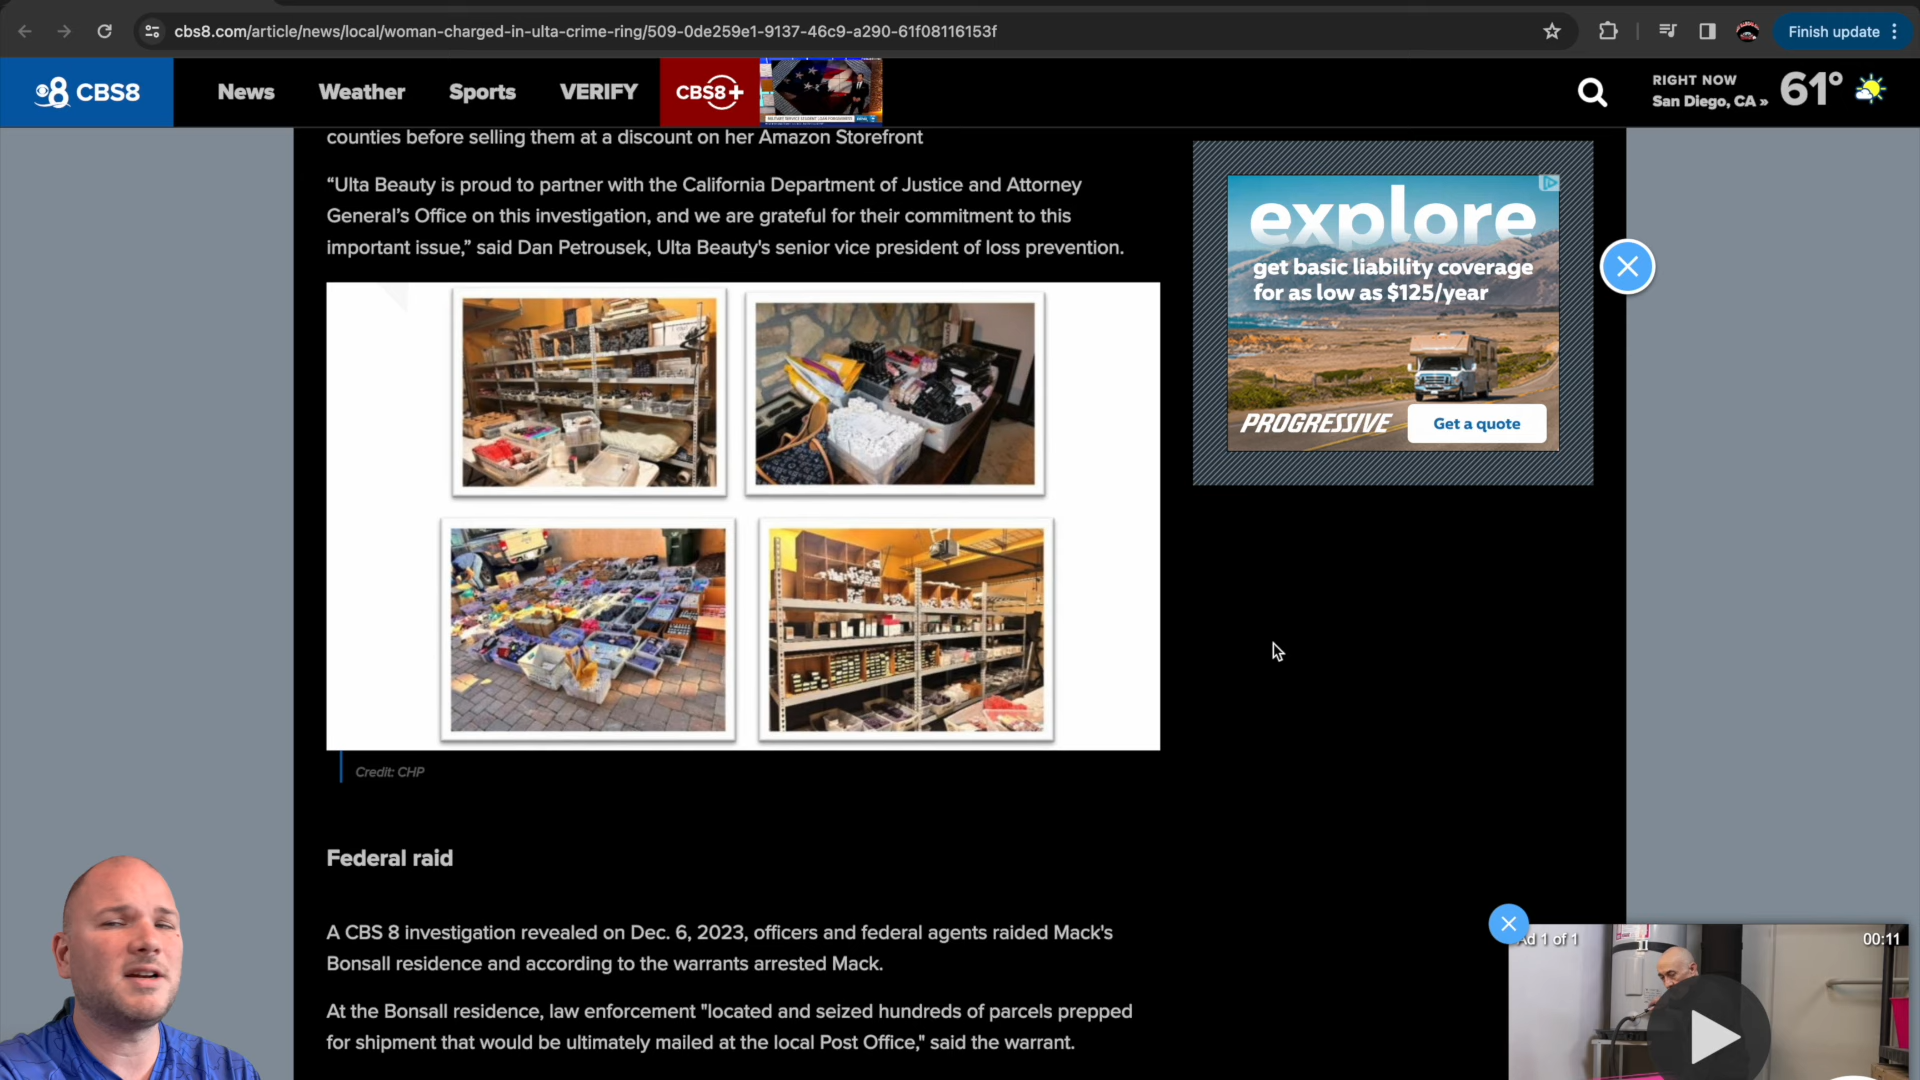 cbs8.com/article/news/local/woman-charged-in-ulta-crime-ring/509-0de259e1-9137-46c9-a290-61f08116153f
Finish update
CBS8
News
Weather
Sports
VERIFY
CBS8+
RIGHT NOW
San Diego, CA »
61°
counties before selling them at a discount on her Amazon Storefront
“Ulta Beauty is proud to partner with the California Department of Justice and Attorney
General’s Office on this investigation, and we are grateful for their commitment to this
important issue,” said Dan Petrousek, Ulta Beauty's senior vice president of loss prevention.
explore
get basic liability coverage
for as low as $125/year
PROGRESSIVE
Get a quote
Credit: CHP
Federal raid
A CBS 8 investigation revealed on Dec. 6, 2023, officers and federal agents raided Mack's
Bonsall residence and according to the warrants arrested Mack.
At the Bonsall residence, law enforcement "located and seized hundreds of parcels prepped
for shipment that would be ultimately mailed at the local Post Office," said the warrant.
Ad 1 of 1
00:11